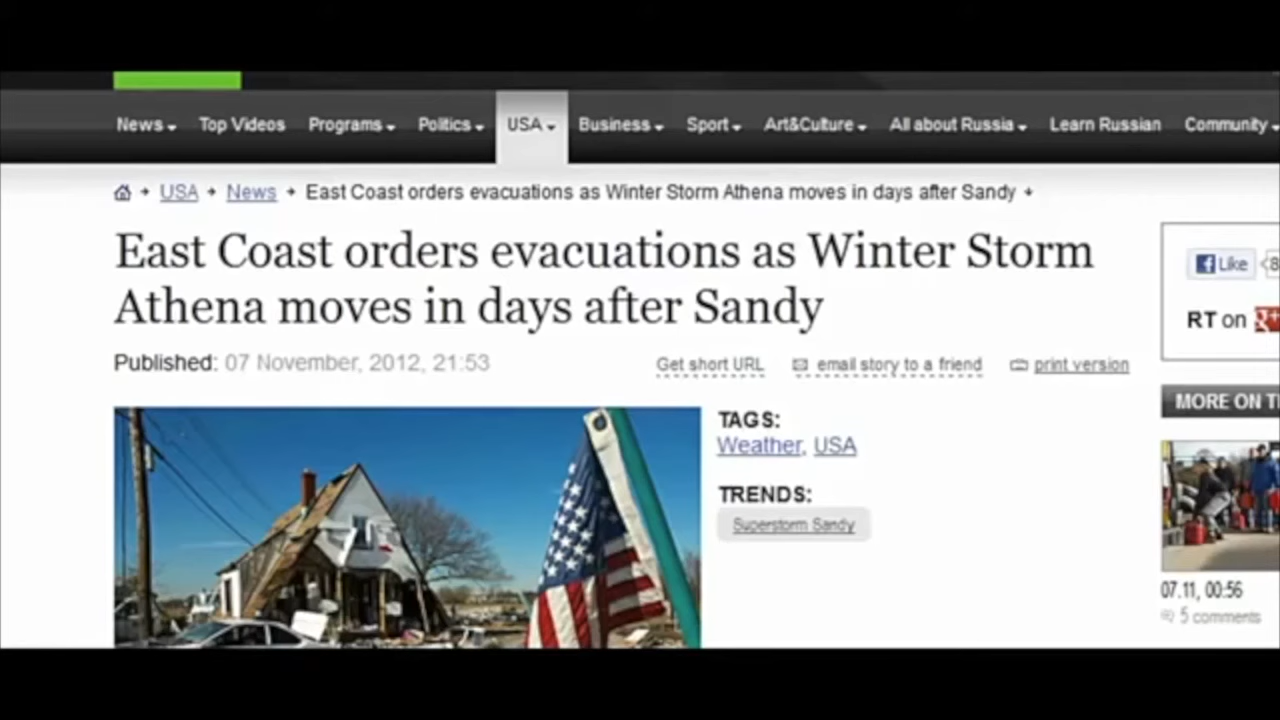 News Top Videos Programs Politics USA Business Sport Art&Culture All about Russia Learn Russian Community
USA News East Coast orders evacuations as Winter Storm Athena moves in days after Sandy
East Coast orders evacuations as Winter Storm
Athena moves in days after Sandy
Published: 07 November, 2012, 21:53
Get short URL email story to a friend print version
Like 8
RT on g+
TAGS:
Weather, USA
TRENDS:
Superstorm Sandy
MORE ON T
07.11, 00:56
5 comments